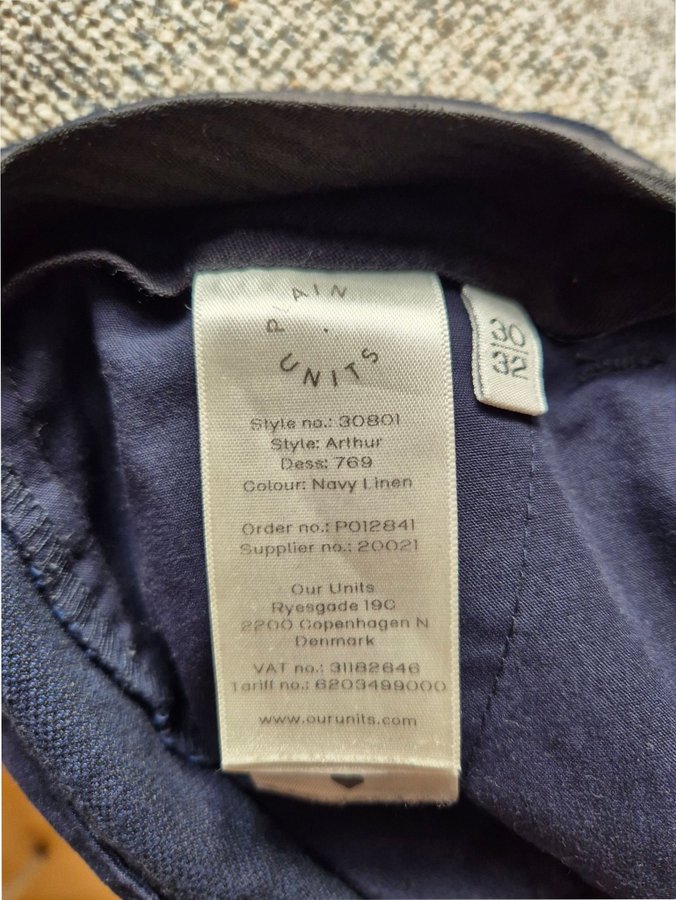 PLAIN
UNITS
Style no.: 30801
Style: Arthur
Dess: 769
Colour: Navy Linen
Order no.: PO12841
Supplier no.: 20021
Our Units
Ryesgade 19C
2200 Copenhagen N
Denmark
VAT no.: 31182646
Tariff no.: 6203499000
www.ourunits.com
30
32